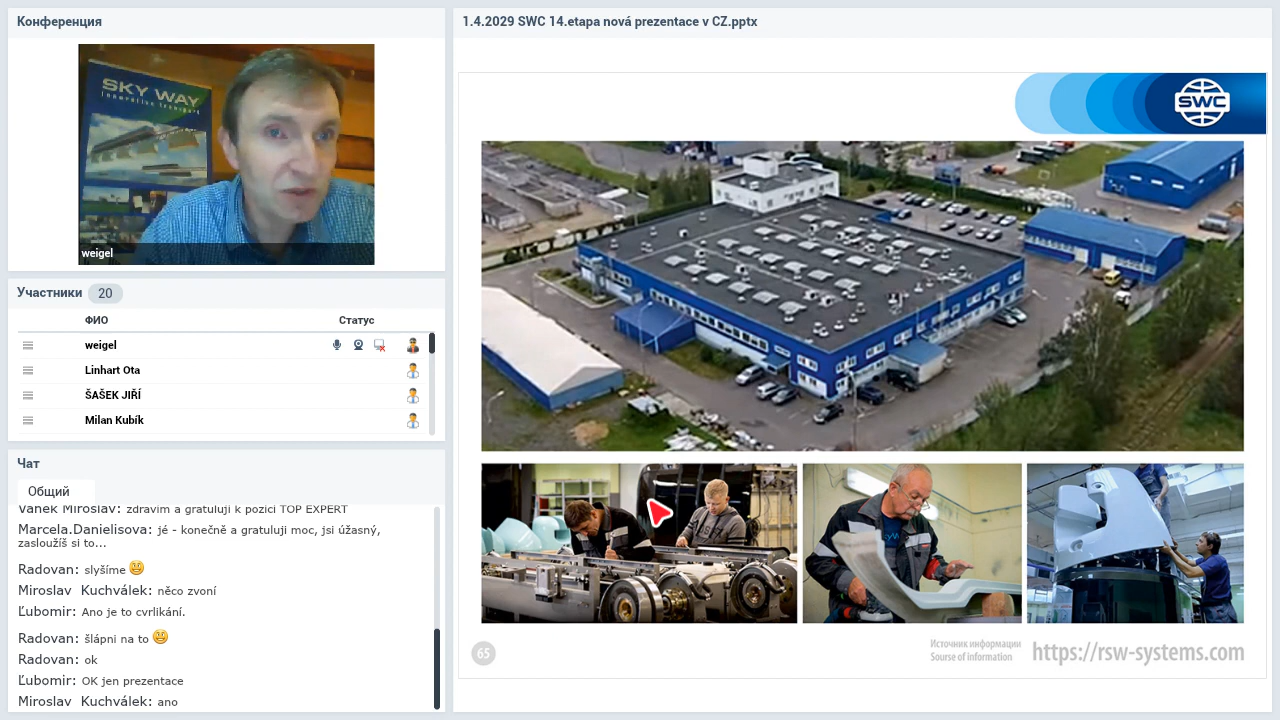 Конференция
SKY WAY
weigel
Участники 20
ФИО Статус
weigel
Linhart Ota
ŠAŠEK JIŘÍ
Milan Kubík
Чат
Общий
Vaněk Miroslav: zdravím a gratuluji k pozici TOP EXPERT
Marcela.Danielisova: jé - konečně a gratuluji moc, jsi úžasný,
zasloužíš si to...
Radovan: slyšíme
Miroslav Kuchválek: něco zvoní
Ľubomir: Ano je to cvrlikání.
Radovan: šlápni na to
Radovan: ok
Ľubomir: OK jen prezentace
Miroslav Kuchválek: ano
1.4.2029 SWC 14.etapa nová prezentace v CZ.pptx
SWC
65
Источник информации
Sourse of information
https://rsw-systems.com